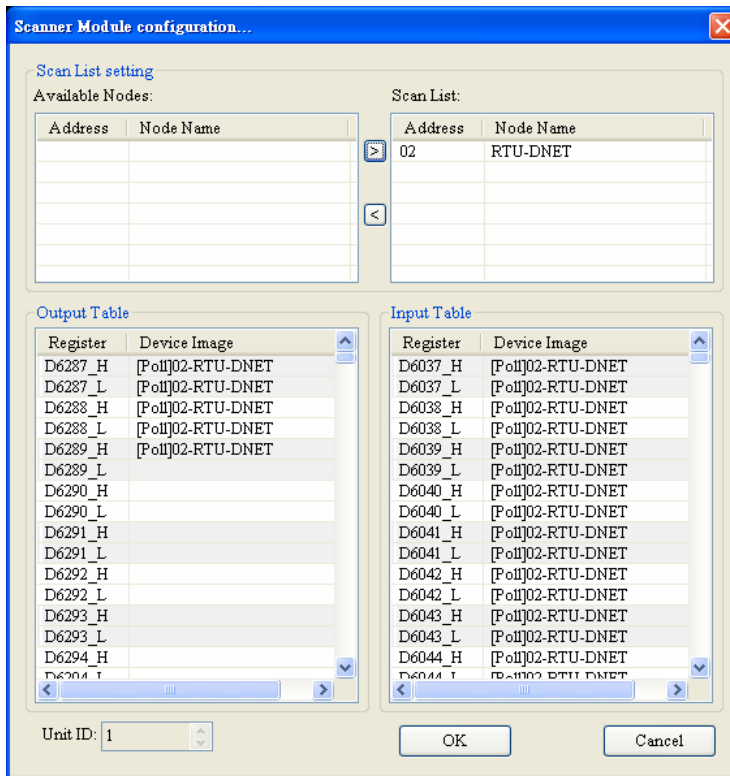 Scanner Module configuration...
Scan List setting
Available Nodes:
Scan List:
Address Node Name
Address Node Name
02 RTU-DNET
>
<
Output Table
Register Device Image
D6287_H [Poll]02-RTU-DNET
D6287_L [Poll]02-RTU-DNET
D6288_H [Poll]02-RTU-DNET
D6288_L [Poll]02-RTU-DNET
D6289_H [Poll]02-RTU-DNET
D6289_L
D6290_H
D6290_L
D6291_H
D6291_L
D6292_H
D6292_L
D6293_H
D6293_L
D6294_H
D6294_L
Input Table
Register Device Image
D6037_H [Poll]02-RTU-DNET
D6037_L [Poll]02-RTU-DNET
D6038_H [Poll]02-RTU-DNET
D6038_L [Poll]02-RTU-DNET
D6039_H [Poll]02-RTU-DNET
D6039_L [Poll]02-RTU-DNET
D6040_H [Poll]02-RTU-DNET
D6040_L [Poll]02-RTU-DNET
D6041_H [Poll]02-RTU-DNET
D6041_L [Poll]02-RTU-DNET
D6042_H [Poll]02-RTU-DNET
D6042_L [Poll]02-RTU-DNET
D6043_H [Poll]02-RTU-DNET
D6043_L [Poll]02-RTU-DNET
D6044_H [Poll]02-RTU-DNET
D6044_L [Poll]02-RTU-DNET
Unit ID: 1
OK
Cancel